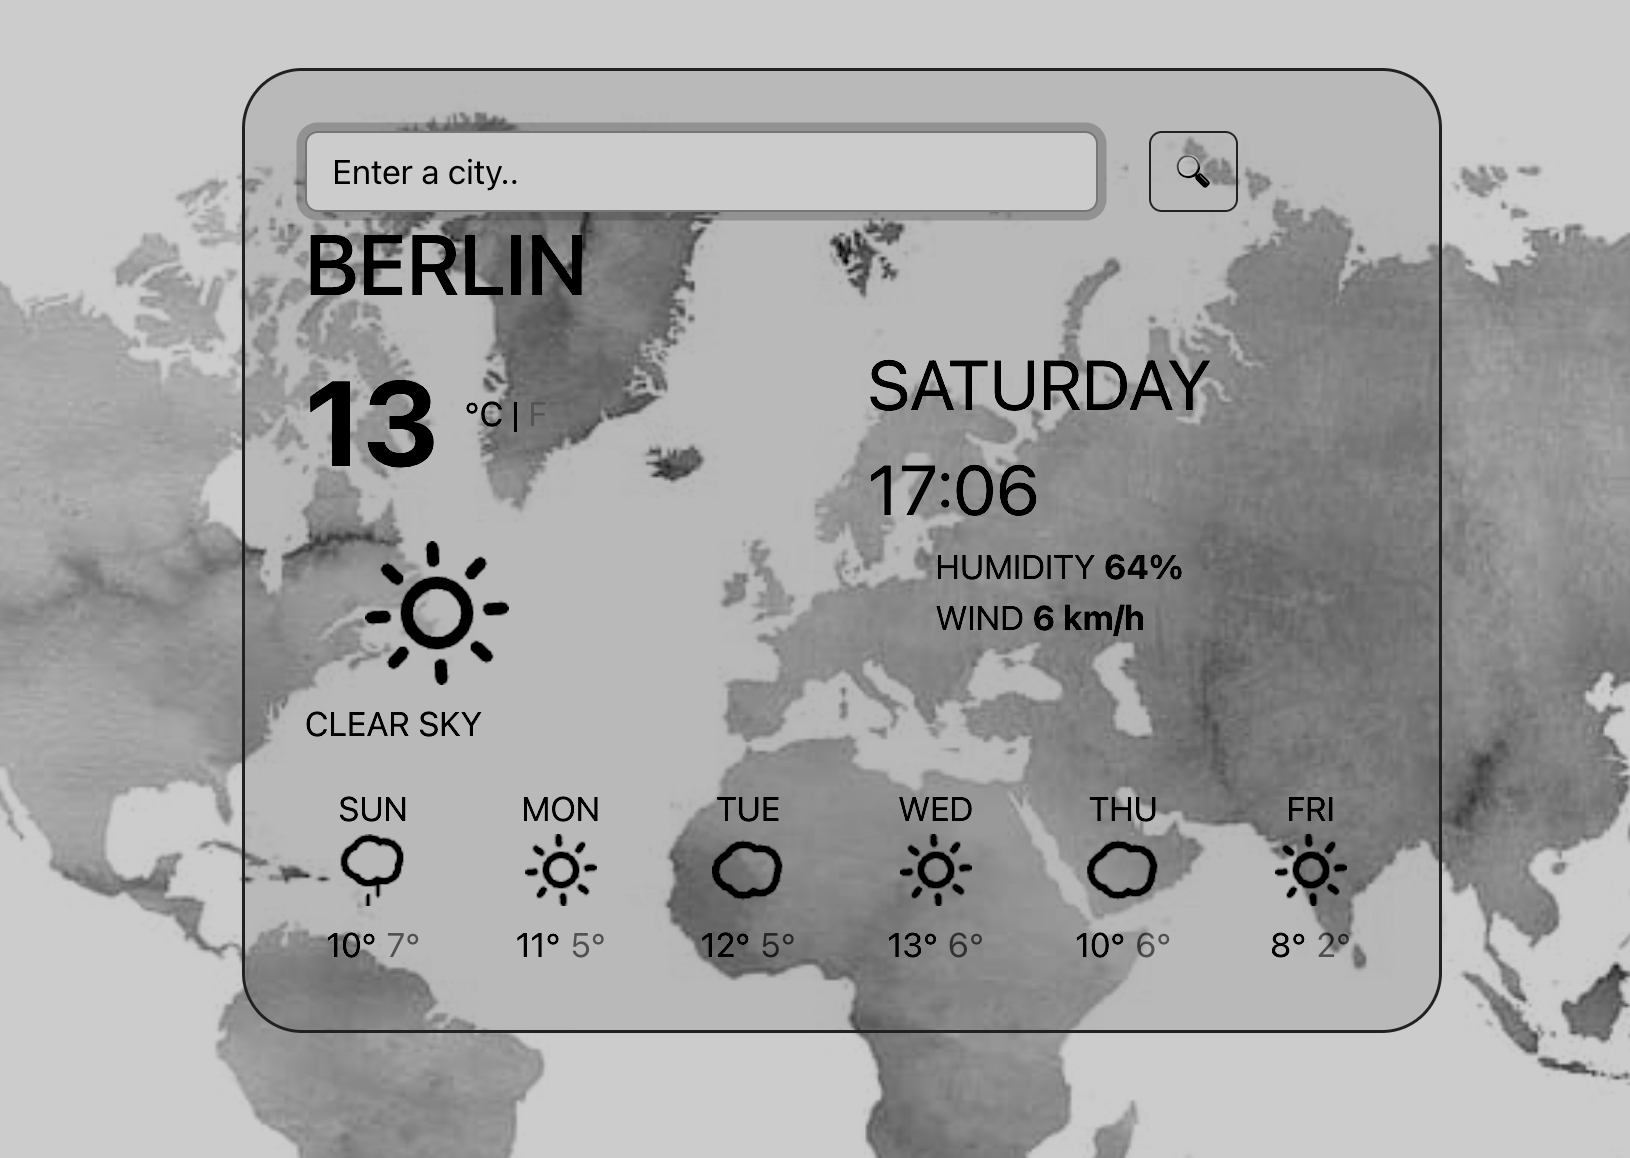 Enter a city..
BERLIN
13 °C | F
SATURDAY
17:06
HUMIDITY 64%
WIND 6 km/h
CLEAR SKY
SUN MON TUE WED THU FRI
10° 7° 11° 5° 12° 5° 13° 6° 10° 6° 8° 2°